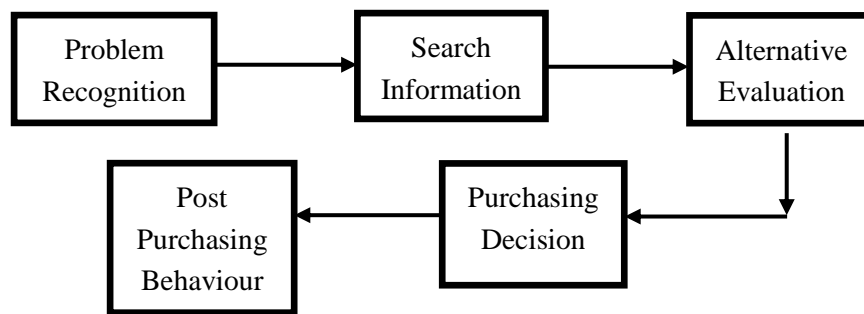 Problem
Recognition
Search
Information
Alternative
Evaluation
Purchasing
Decision
Post
Purchasing
Behaviour